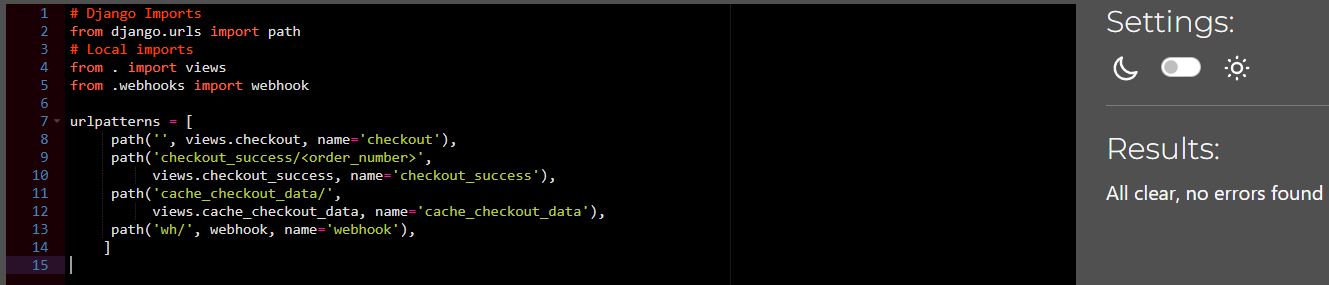 1 # Django Imports
2 from django.urls import path
3 # Local imports
4 from . import views
5 from .webhooks import webhook
6
7 urlpatterns = [
8     path('', views.checkout, name='checkout'),
9     path('checkout_success/<order_number>',
10         views.checkout_success, name='checkout_success'),
11     path('cache_checkout_data/',
12         views.cache_checkout_data, name='cache_checkout_data'),
13     path('wh/', webhook, name='webhook'),
14     ]
15
Settings:
Results:
All clear, no errors found